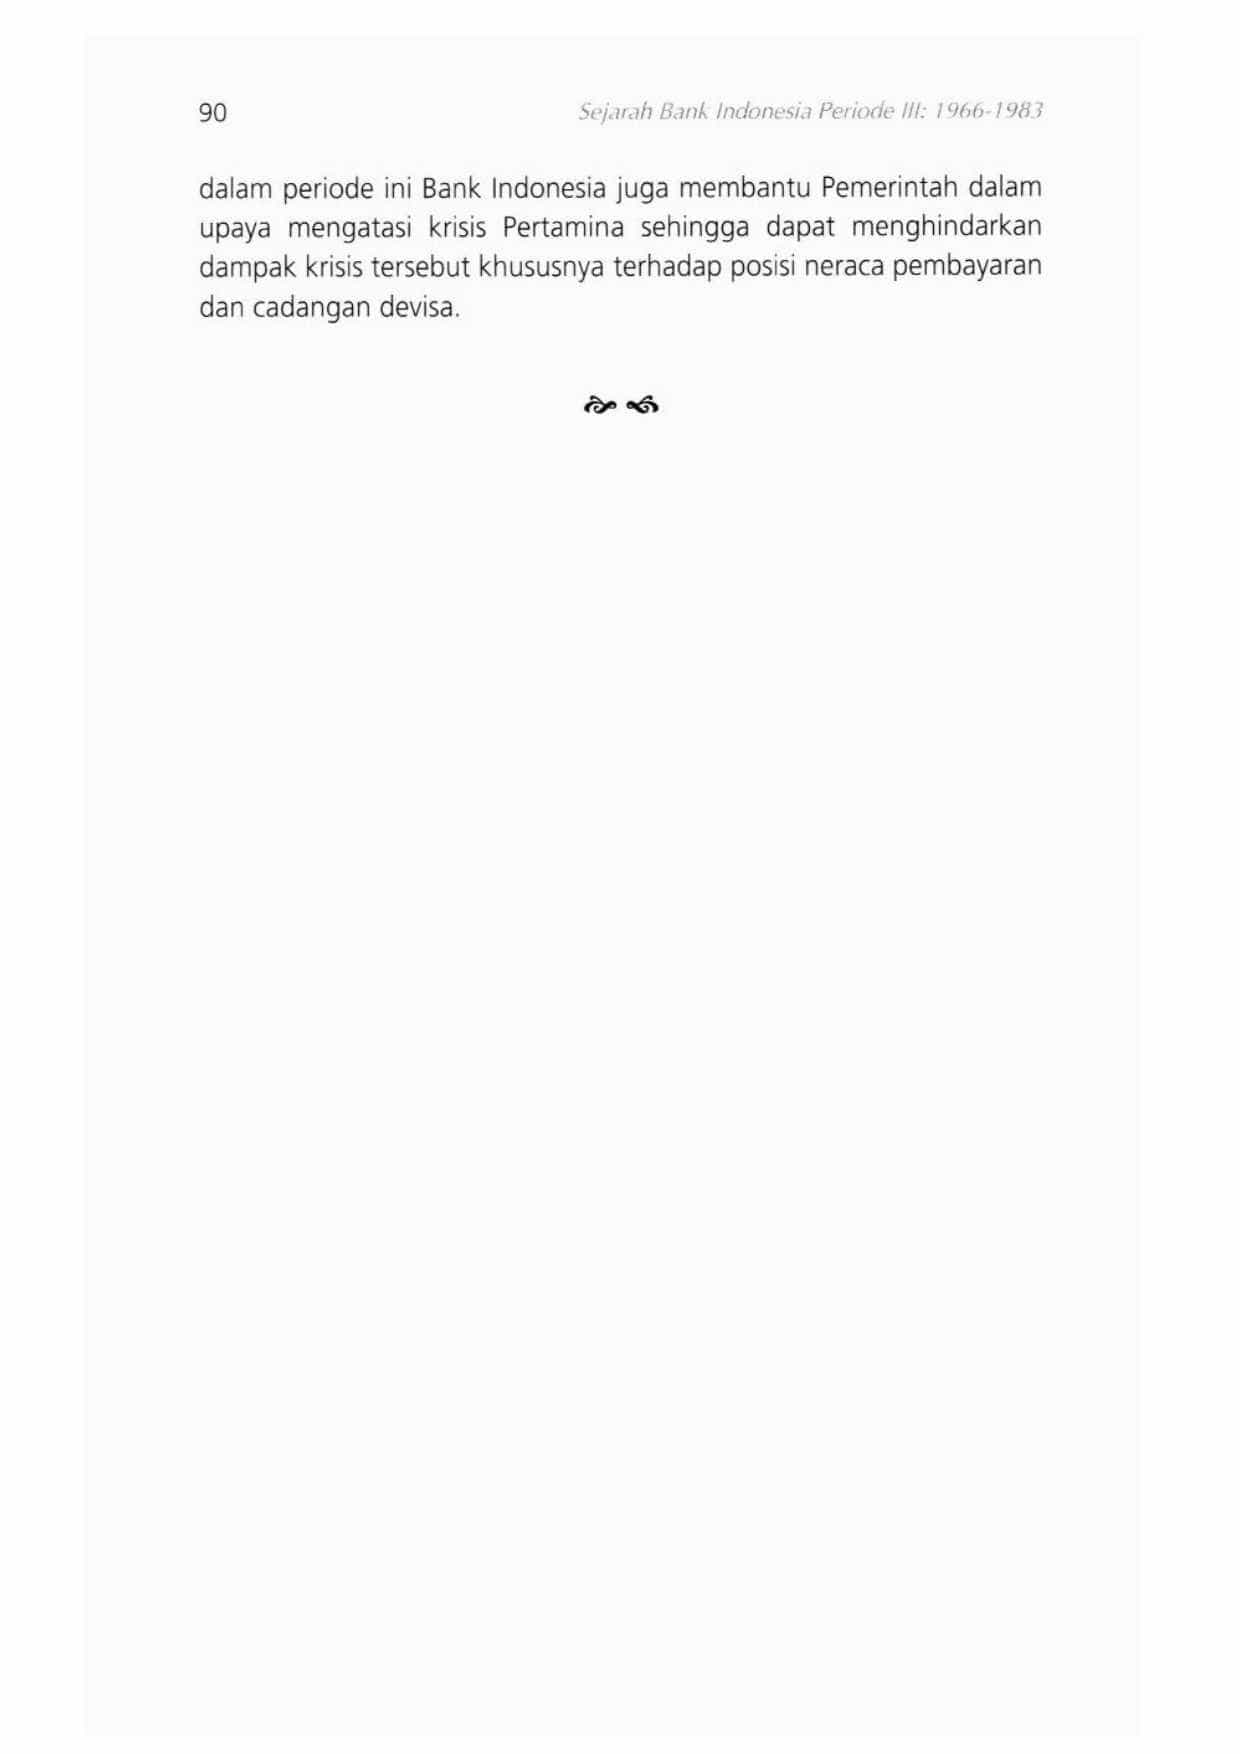 90
Sejarah Bank Indonesia Periode III: 1966-1983
dalam periode ini Bank Indonesia juga membantu Pemerintah dalam
upaya mengatasi krisis Pertamina sehingga dapat menghindarkan
dampak krisis tersebut khususnya terhadap posisi neraca pembayaran
dan cadangan devisa.